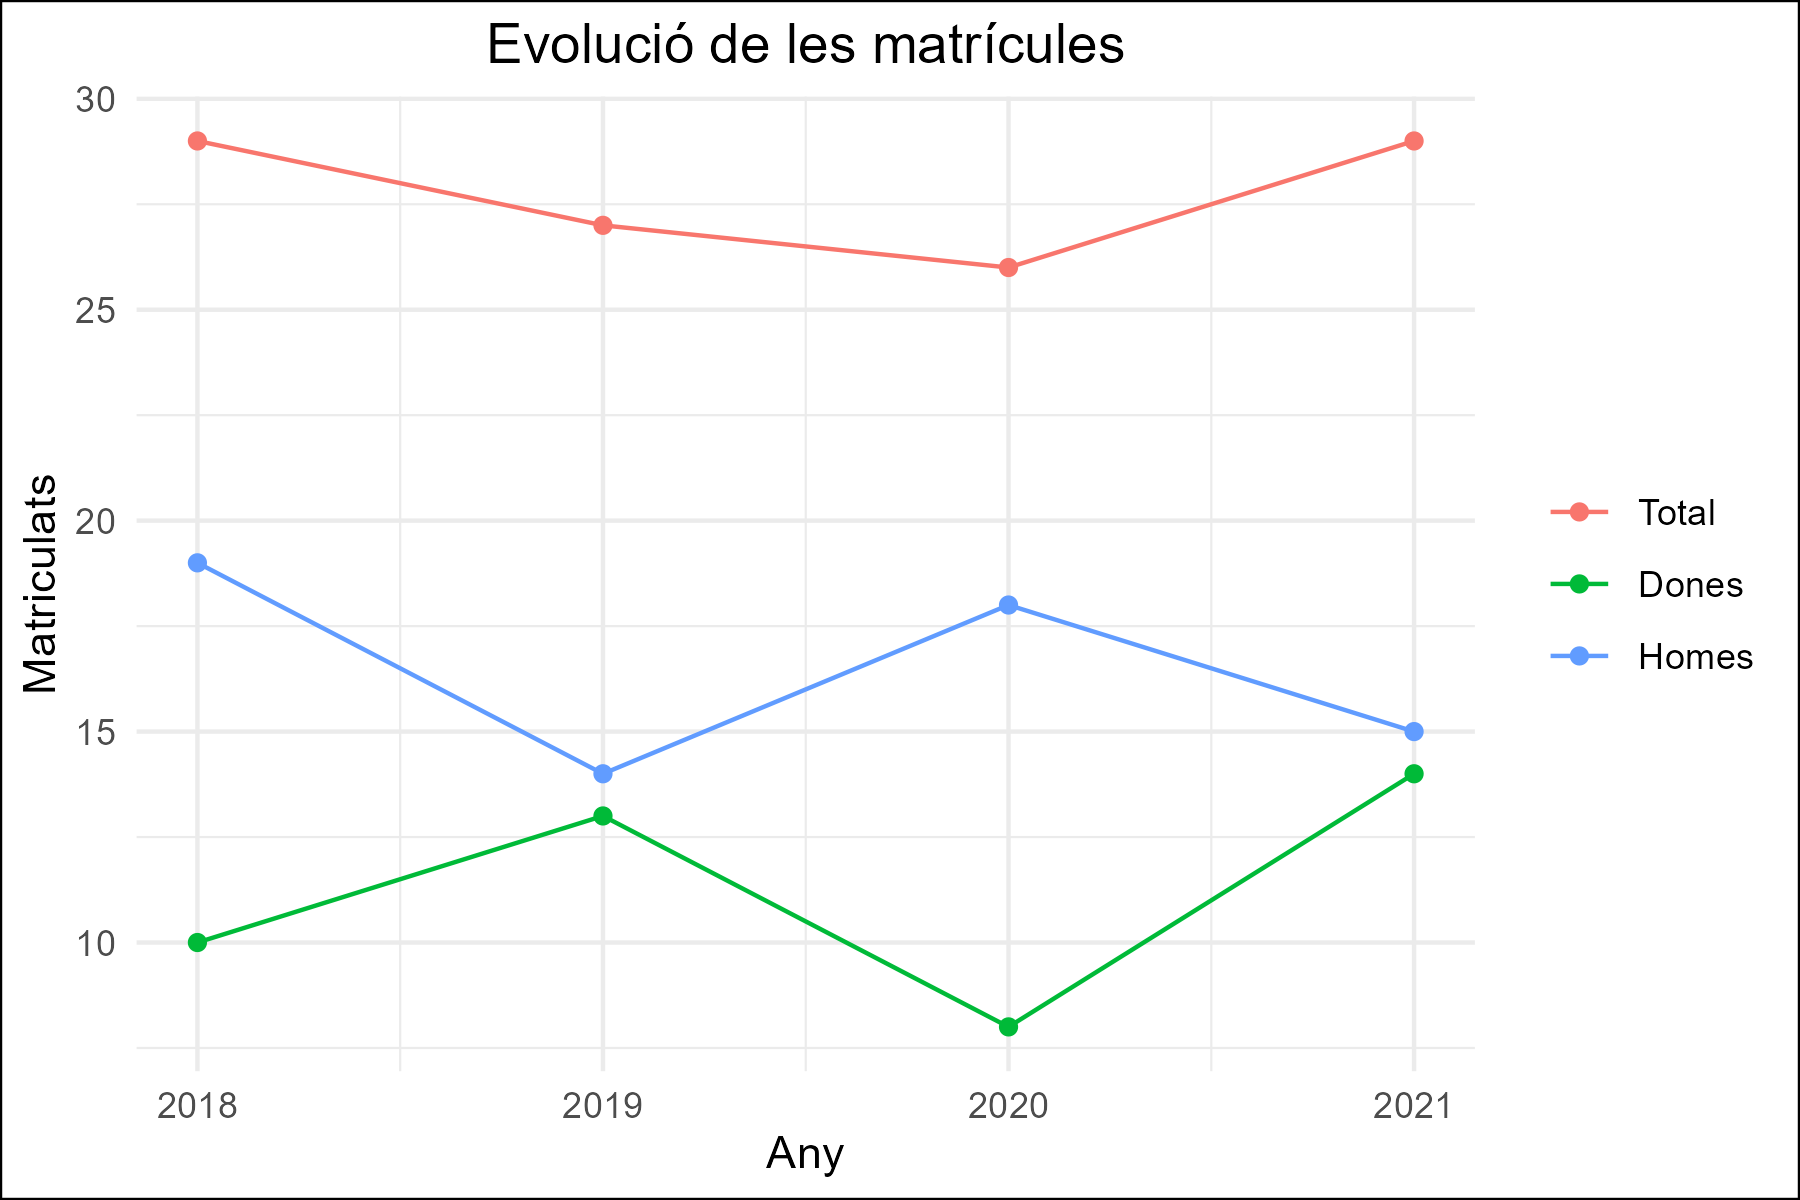 Evolució de les matrícules
30
25
20
15
10
Matriculats
2018 2019 2020 2021
Any
Total
Dones
Homes